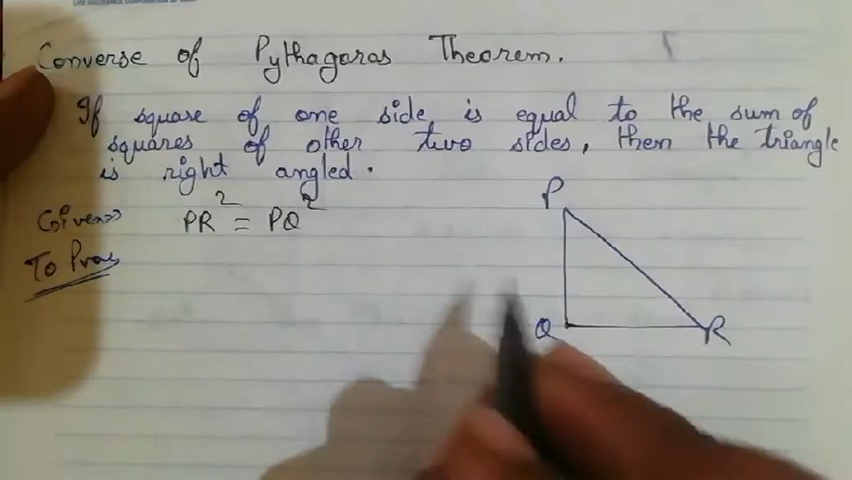 Converse of Pythagoras Theorem.
If square of one side is equal to the sum of
squares of other two sides, then the triangle
is right angled.
Given⇒ PR² = PQ²
To Prove
P
Q
R